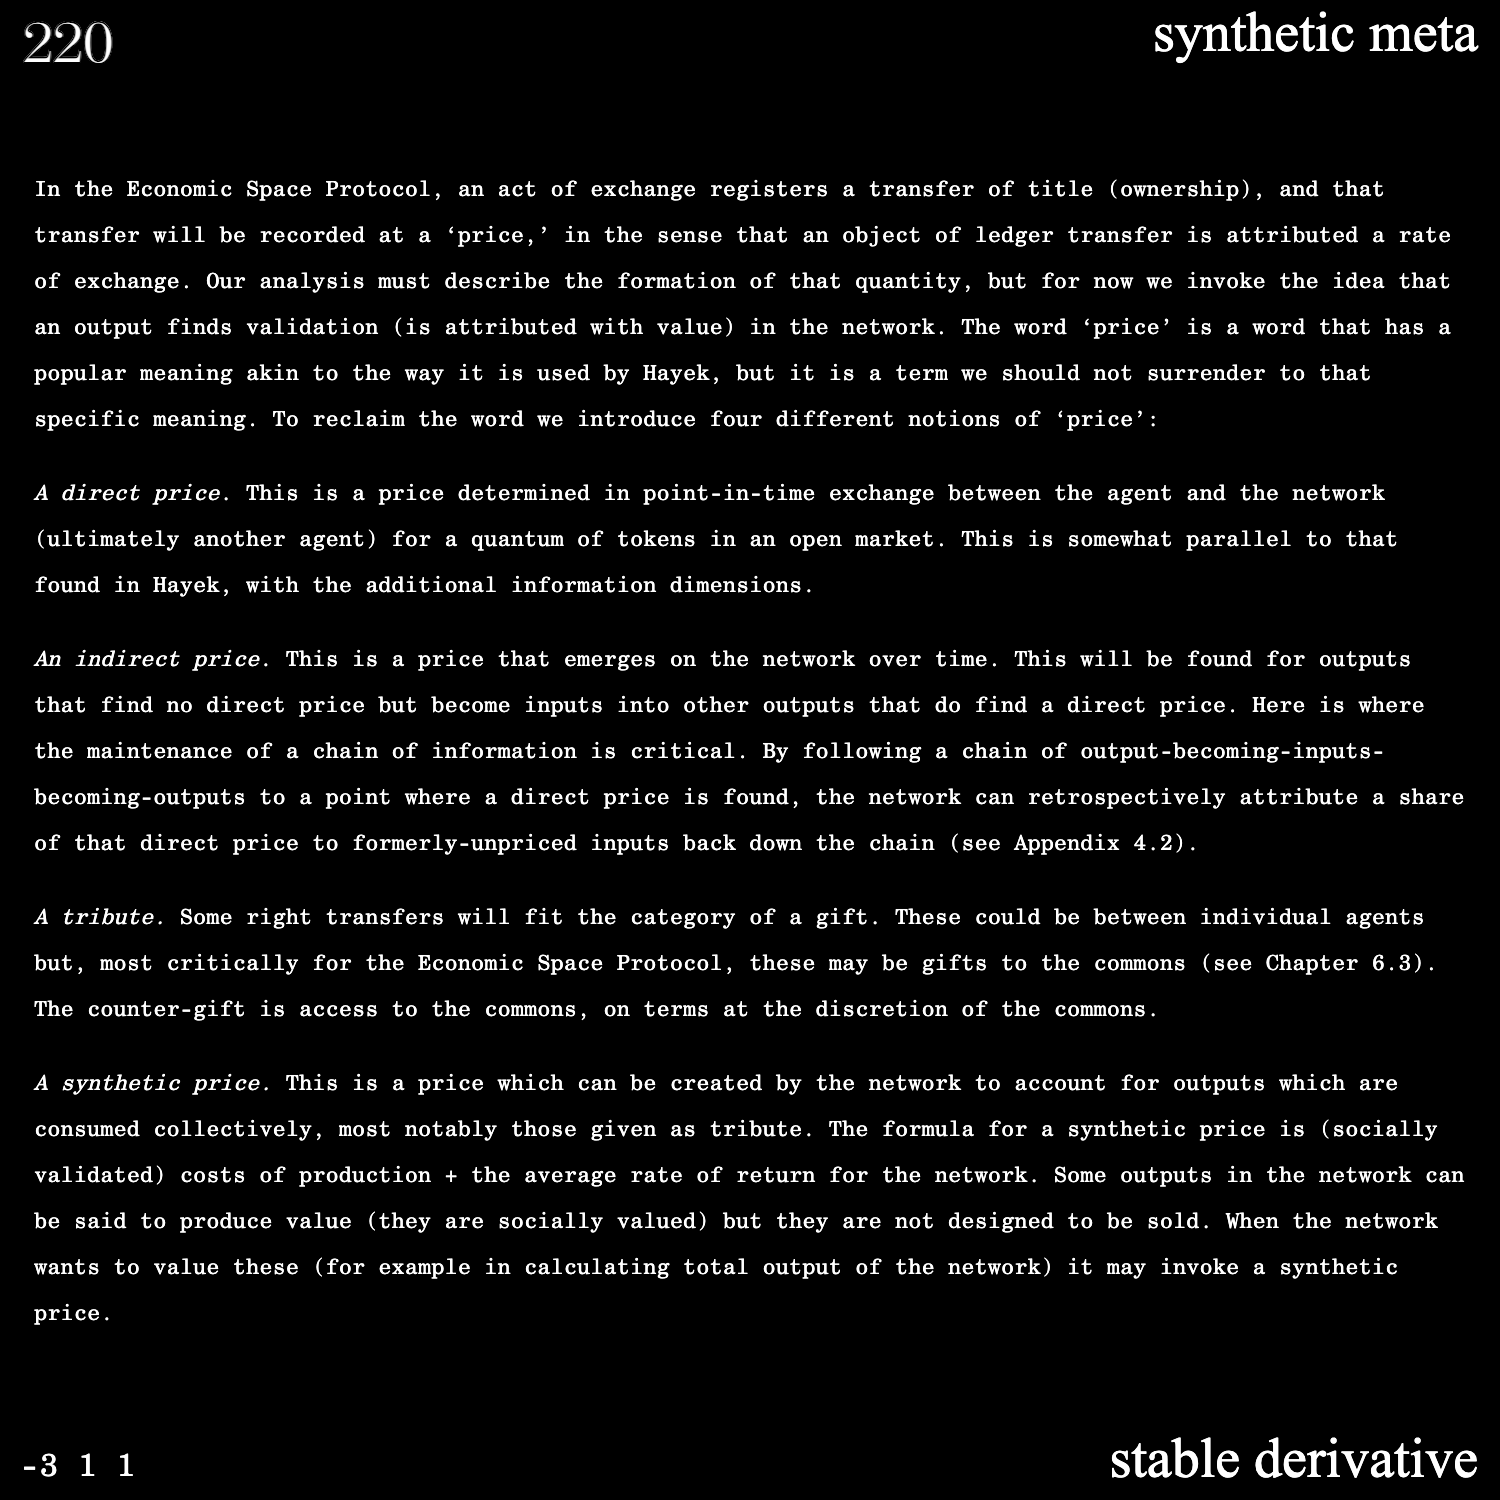 220
synthetic meta
In the Economic Space Protocol, an act of exchange registers a transfer of title (ownership), and that
transfer will be recorded at a ‘price,’ in the sense that an object of ledger transfer is attributed a rate
of exchange. Our analysis must describe the formation of that quantity, but for now we invoke the idea that
an output finds validation (is attributed with value) in the network. The word ‘price’ is a word that has a
popular meaning akin to the way it is used by Hayek, but it is a term we should not surrender to that
specific meaning. To reclaim the word we introduce four different notions of ‘price’:
A direct price. This is a price determined in point-in-time exchange between the agent and the network
(ultimately another agent) for a quantum of tokens in an open market. This is somewhat parallel to that
found in Hayek, with the additional information dimensions.
An indirect price. This is a price that emerges on the network over time. This will be found for outputs
that find no direct price but become inputs into other outputs that do find a direct price. Here is where
the maintenance of a chain of information is critical. By following a chain of output-becoming-inputs-
becoming-outputs to a point where a direct price is found, the network can retrospectively attribute a share
of that direct price to formerly-unpriced inputs back down the chain (see Appendix 4.2).
A tribute. Some right transfers will fit the category of a gift. These could be between individual agents
but, most critically for the Economic Space Protocol, these may be gifts to the commons (see Chapter 6.3).
The counter-gift is access to the commons, on terms at the discretion of the commons.
A synthetic price. This is a price which can be created by the network to account for outputs which are
consumed collectively, most notably those given as tribute. The formula for a synthetic price is (socially
validated) costs of production + the average rate of return for the network. Some outputs in the network can
be said to produce value (they are socially valued) but they are not designed to be sold. When the network
wants to value these (for example in calculating total output of the network) it may invoke a synthetic
price.
-3 1 1
stable derivative